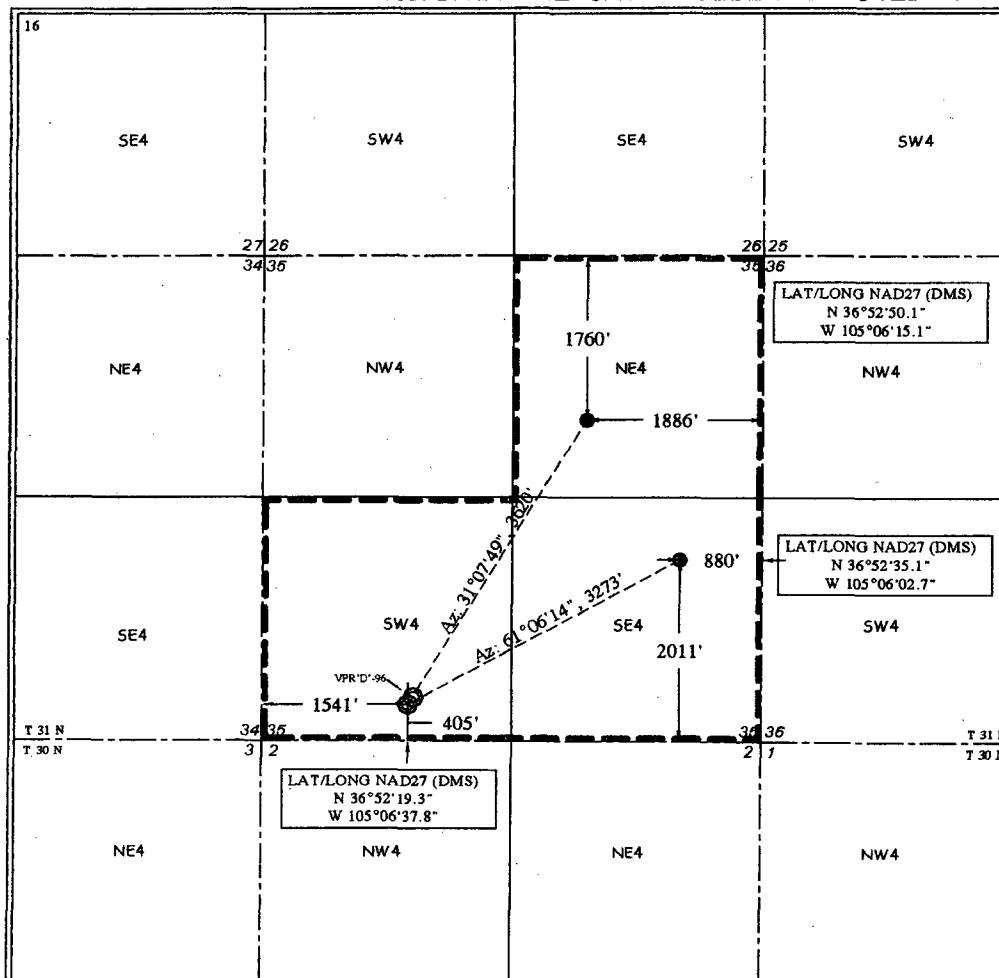 16
SE4 SW4 SE4 SW4
27 26 26 25
34 35 35 36
LAT/LONG NAD27 (DMS)
N 36°52'50.1"
W 105°06'15.1"
1760'
NE4 NW4 NE4 NW4
1886'
Az: 31°07'49", 3620'
LAT/LONG NAD27 (DMS)
N 36°52'35.1"
W 105°06'02.7"
880'
Az: 61°06'14", 3273'
SE4 SW4 SE4 SW4
2011'
VPR'D'-96
1541'
405'
T 31 N 34 35 35 36 T 31
T 30 N 3 2 2 1 T 30
LAT/LONG NAD27 (DMS)
N 36°52'19.3"
W 105°06'37.8"
NE4 NW4 NE4 NW4